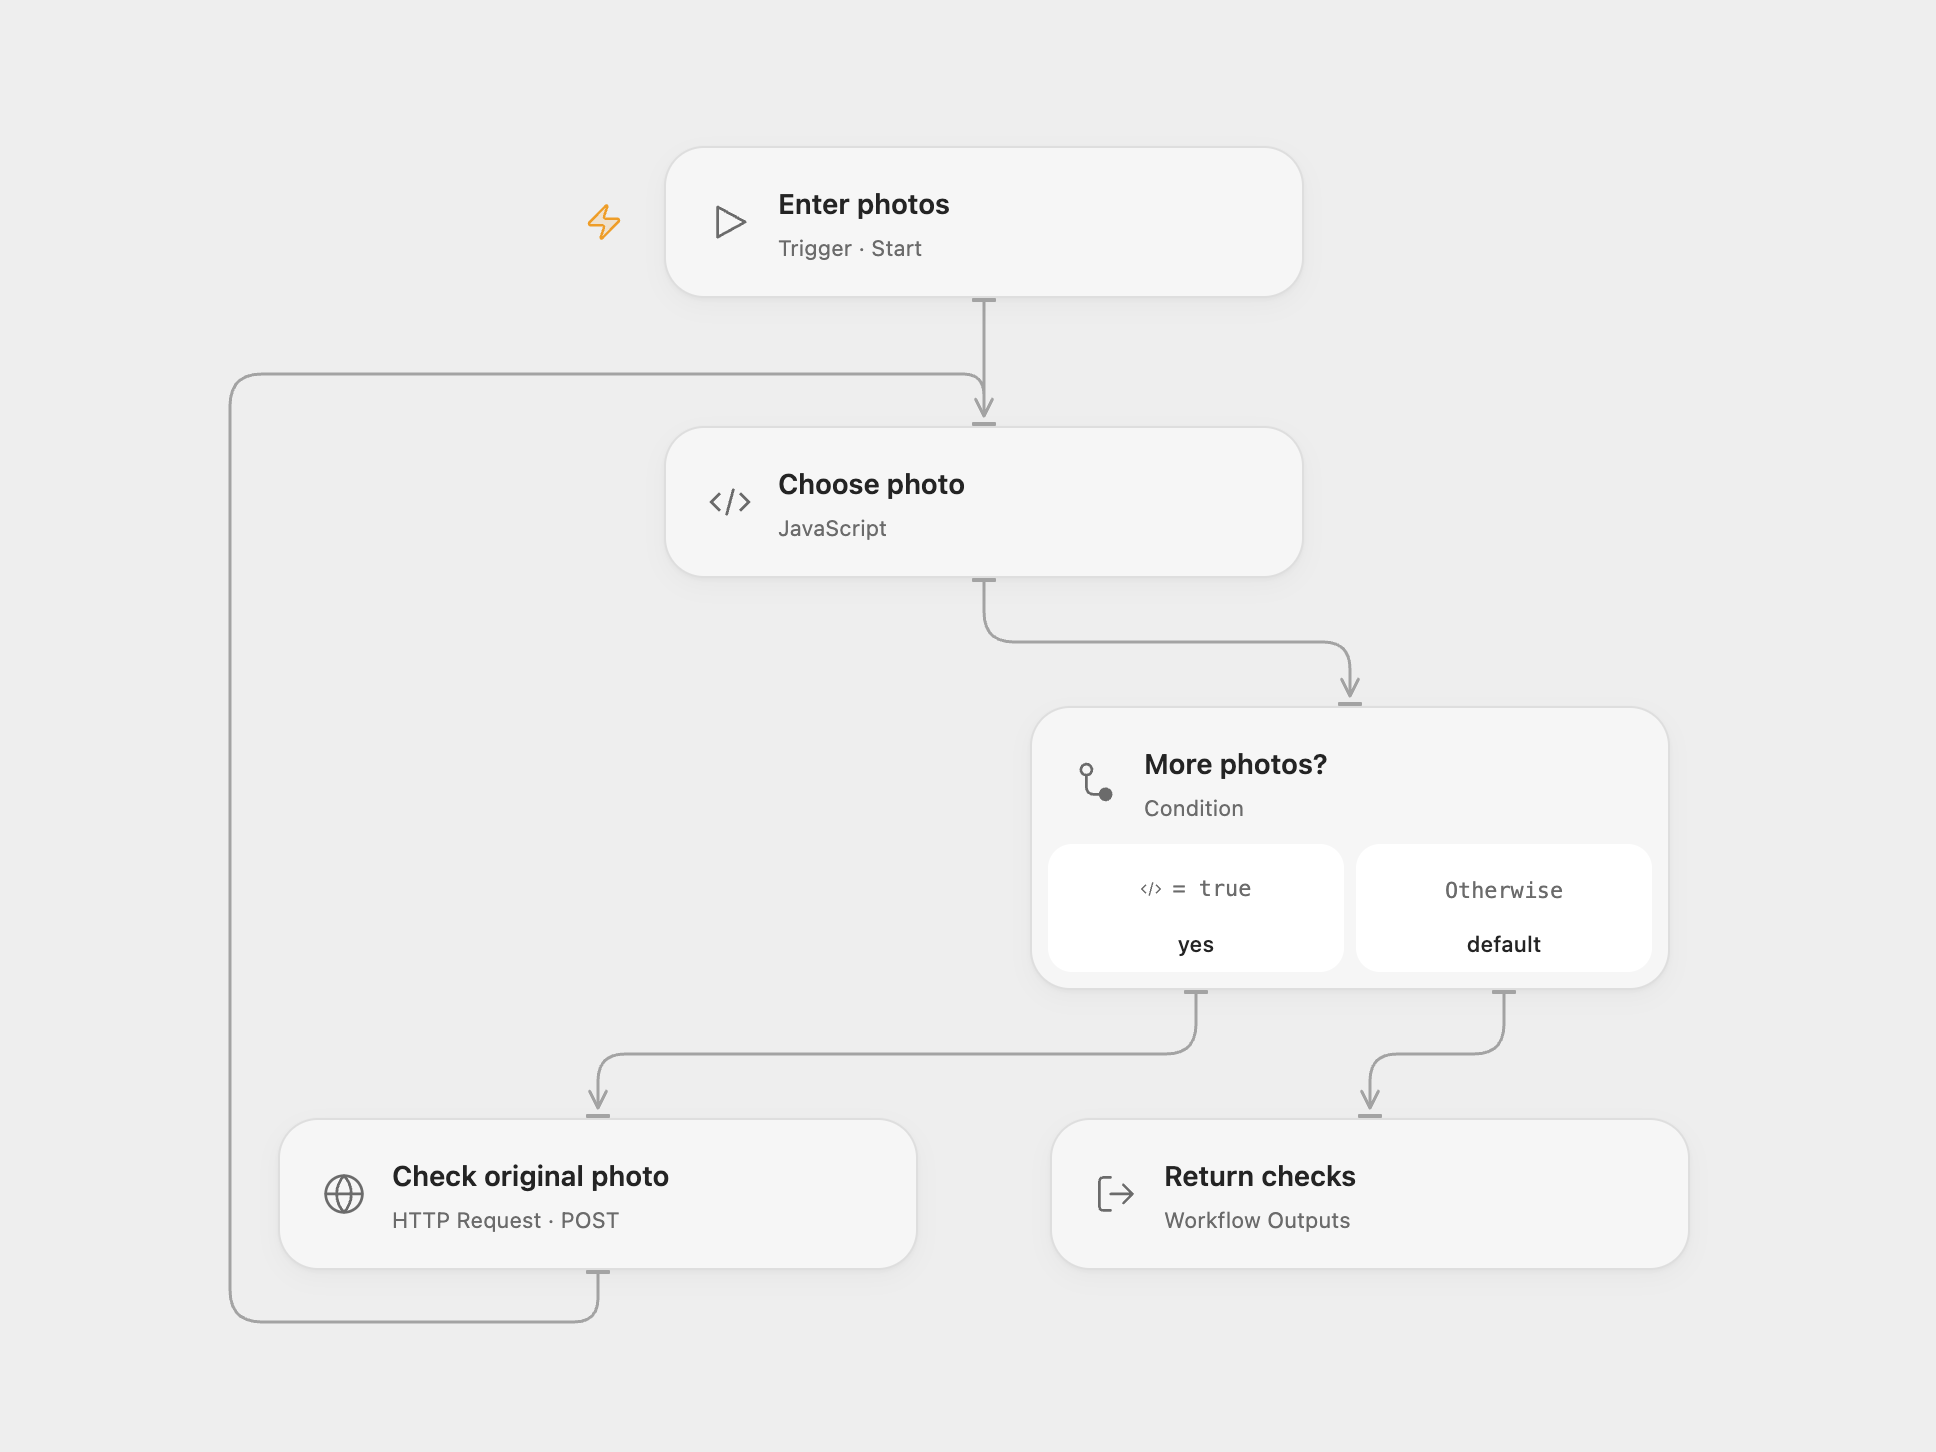 Enter photos
Trigger · Start
Choose photo
JavaScript
More photos?
Condition
</> = true
Otherwise
yes
default
Check original photo
HTTP Request · POST
Return checks
Workflow Outputs